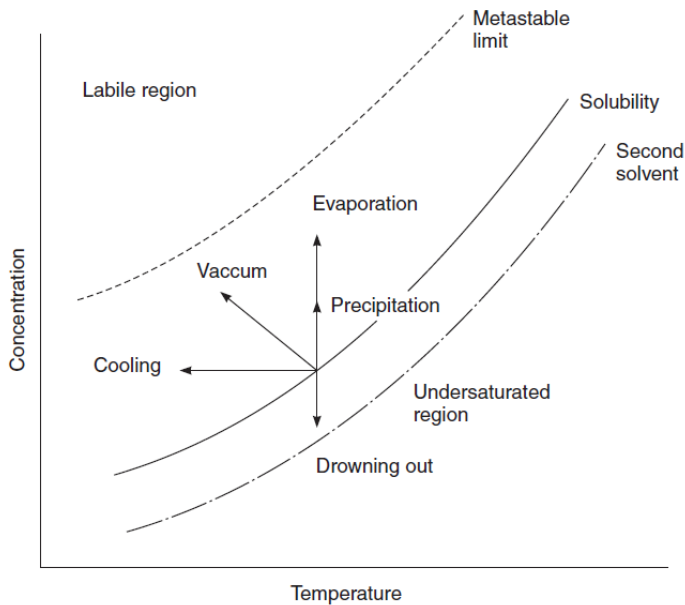 Metastable
limit
Labile region
Solubility
Second
solvent
Evaporation
Vaccum
Precipitation
Concentration
Cooling
Undersaturated
region
Drowning out
Temperature